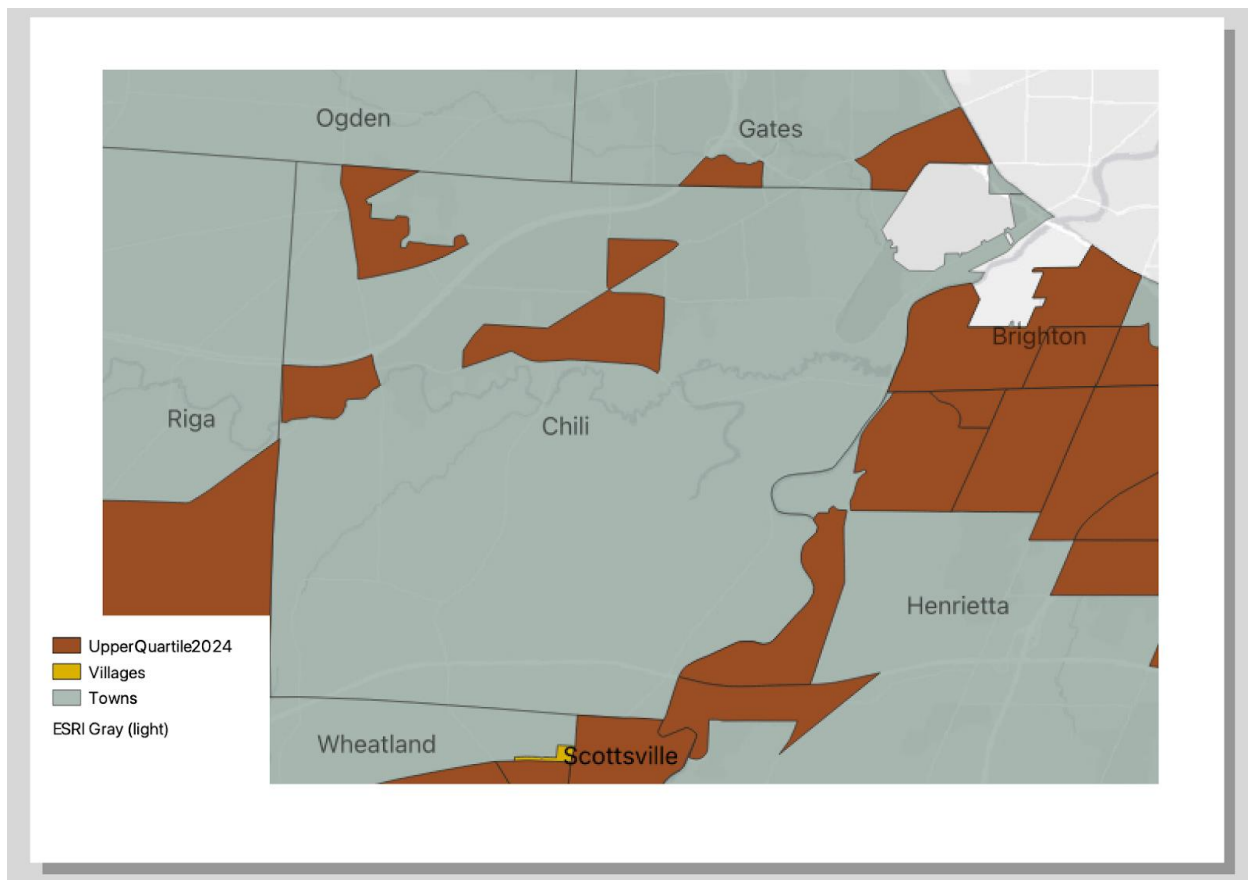 Ogden
Gates
Brighton
Riga
Chili
Henrietta
UpperQuartile2024
Villages
Towns
ESRI Gray (light)
Wheatland
Scottsville